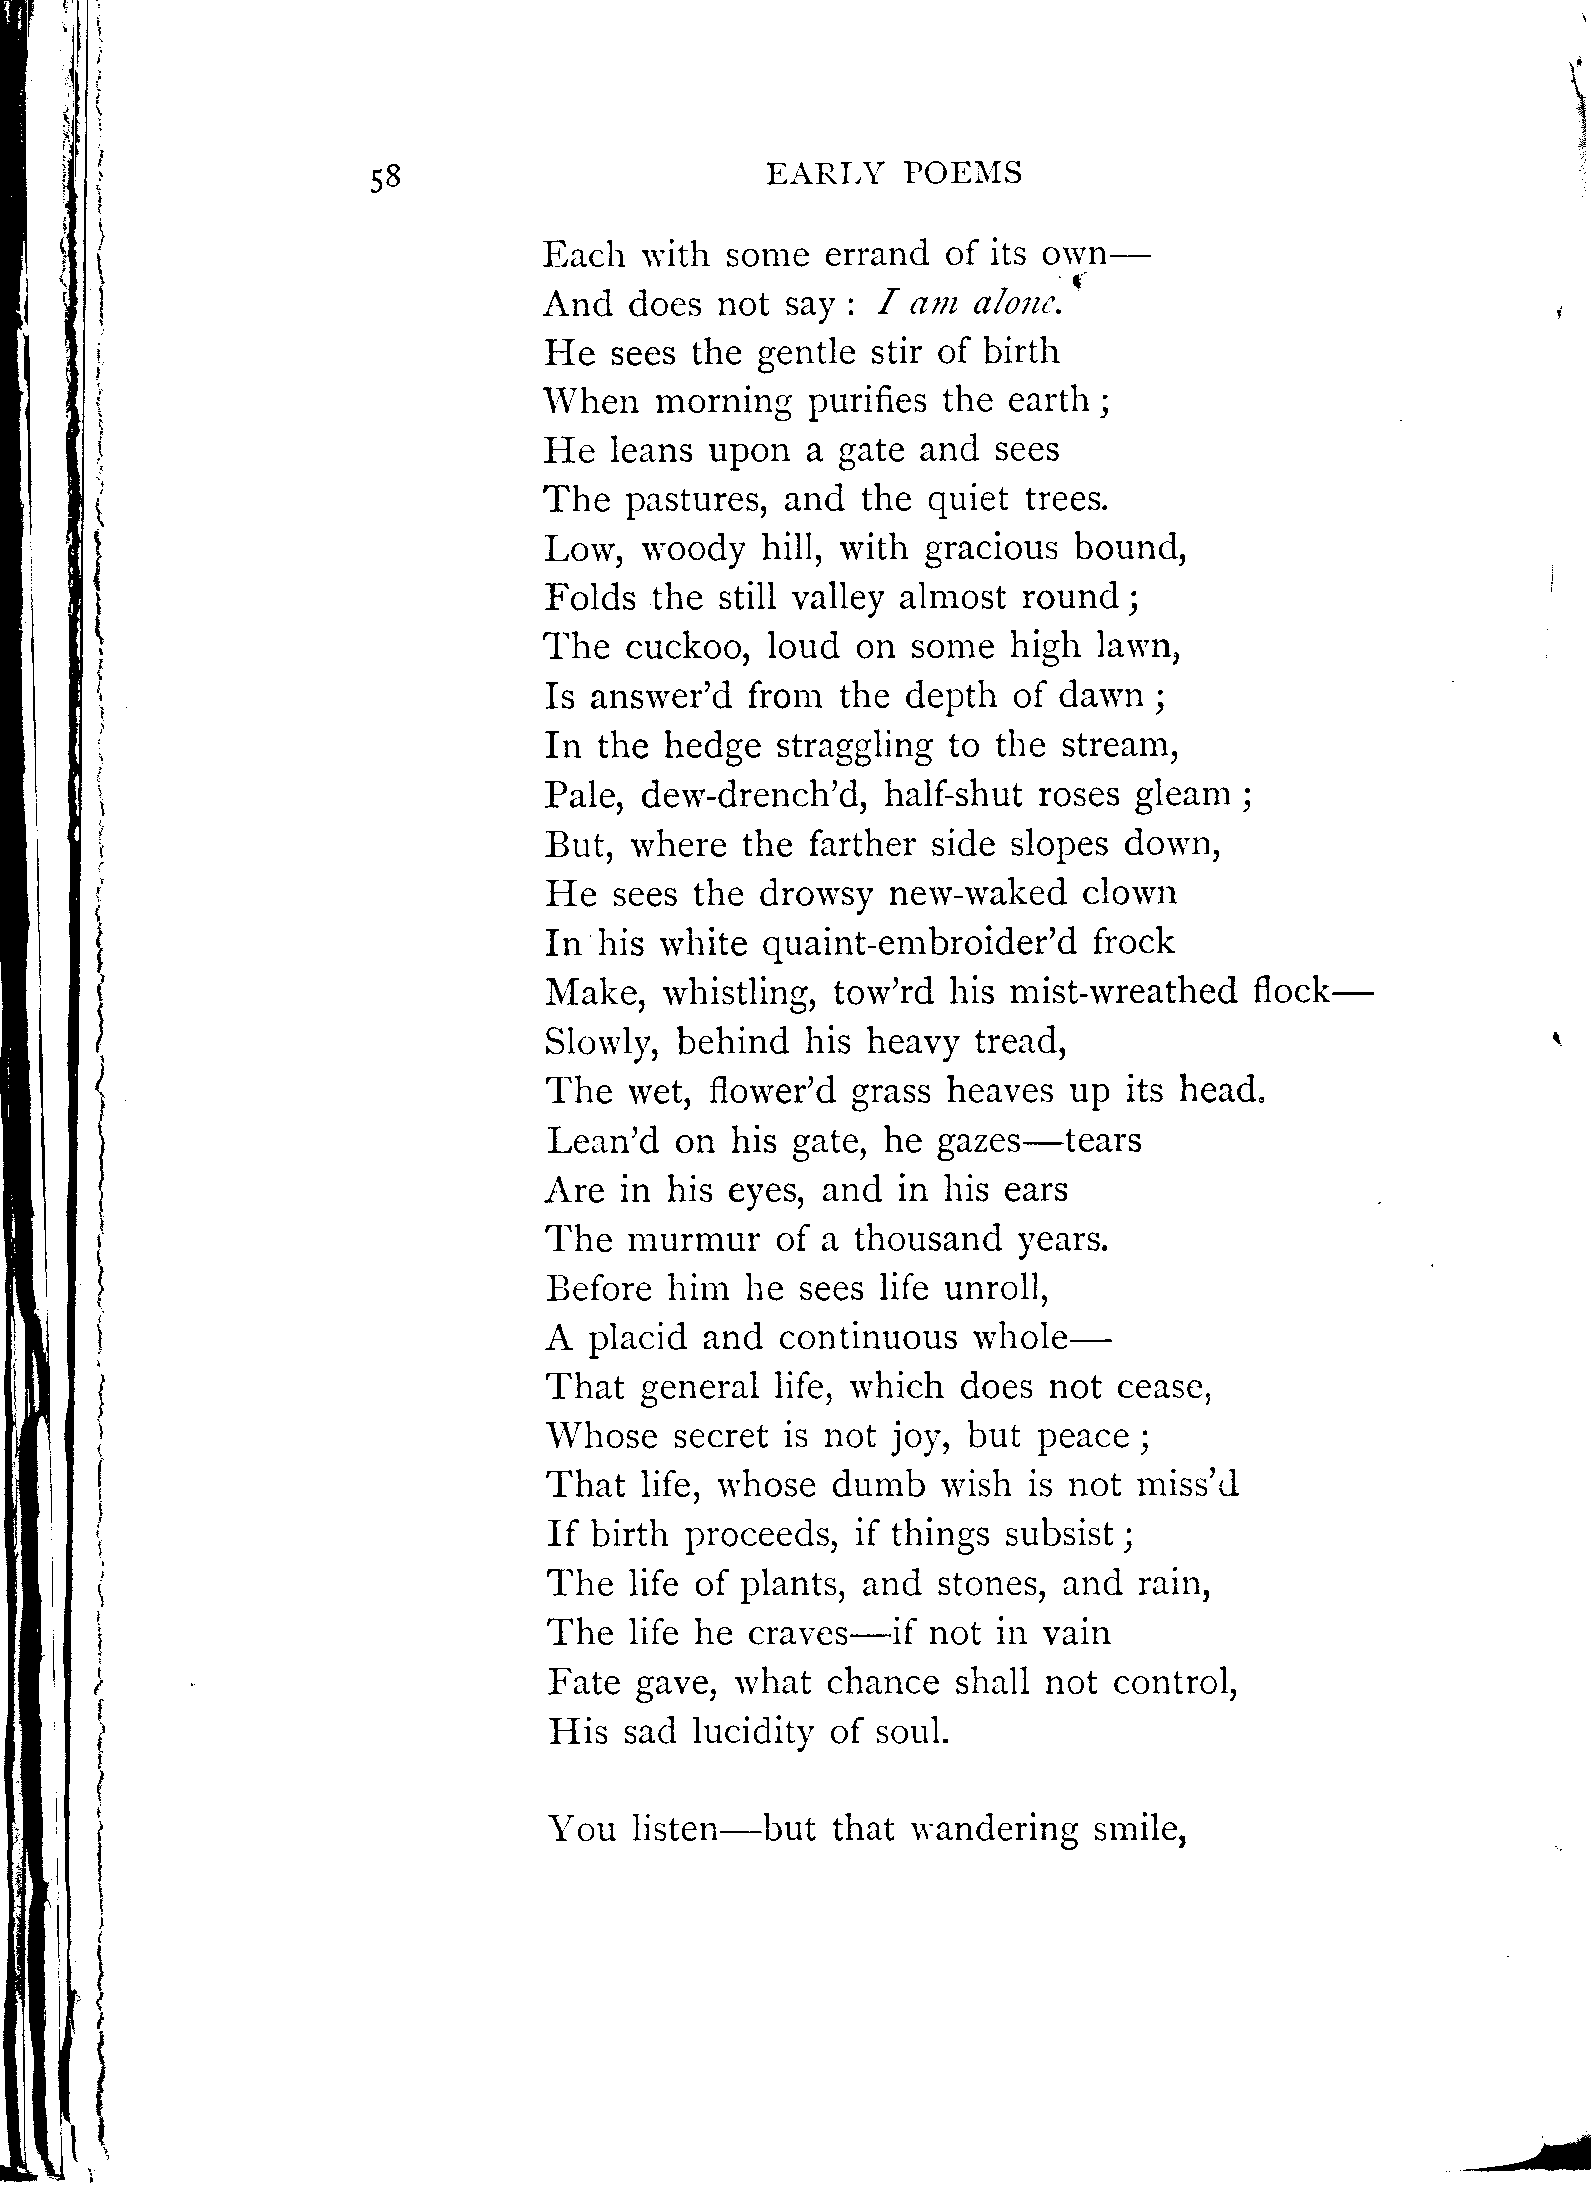 58 EARLY POEMS
Each with some errand of its own—
And does not say : I am alone.
He sees the gentle stir of birth
When morning purifies the earth ;
He leans upon a gate and sees
The pastures, and the quiet trees.
Low, woody hill, with gracious bound,
Folds the still valley almost round ;
The cuckoo, loud on some high lawn,
Is answer'd from the depth of dawn ;
In the hedge straggling to the stream,
Pale, dew-drench'd, half-shut roses gleam ;
But, where the farther side slopes down,
He sees the drowsy new-waked clown
In his white quaint-embroider'd frock
Make, whistling, tow'rd his mist-wreathed flock—
Slowly, behind his heavy tread,
The wet, flower'd grass heaves up its head.
Lean'd on his gate, he gazes—tears
Are in his eyes, and in his ears
The murmur of a thousand years.
Before him he sees life unroll,
A placid and continuous whole—
That general life, which does not cease,
Whose secret is not joy, but peace ;
That life, whose dumb wish is not miss'd
If birth proceeds, if things subsist ;
The life of plants, and stones, and rain,
The life he craves—if not in vain
Fate gave, what chance shall not control,
His sad lucidity of soul.
You listen—but that wandering smile,